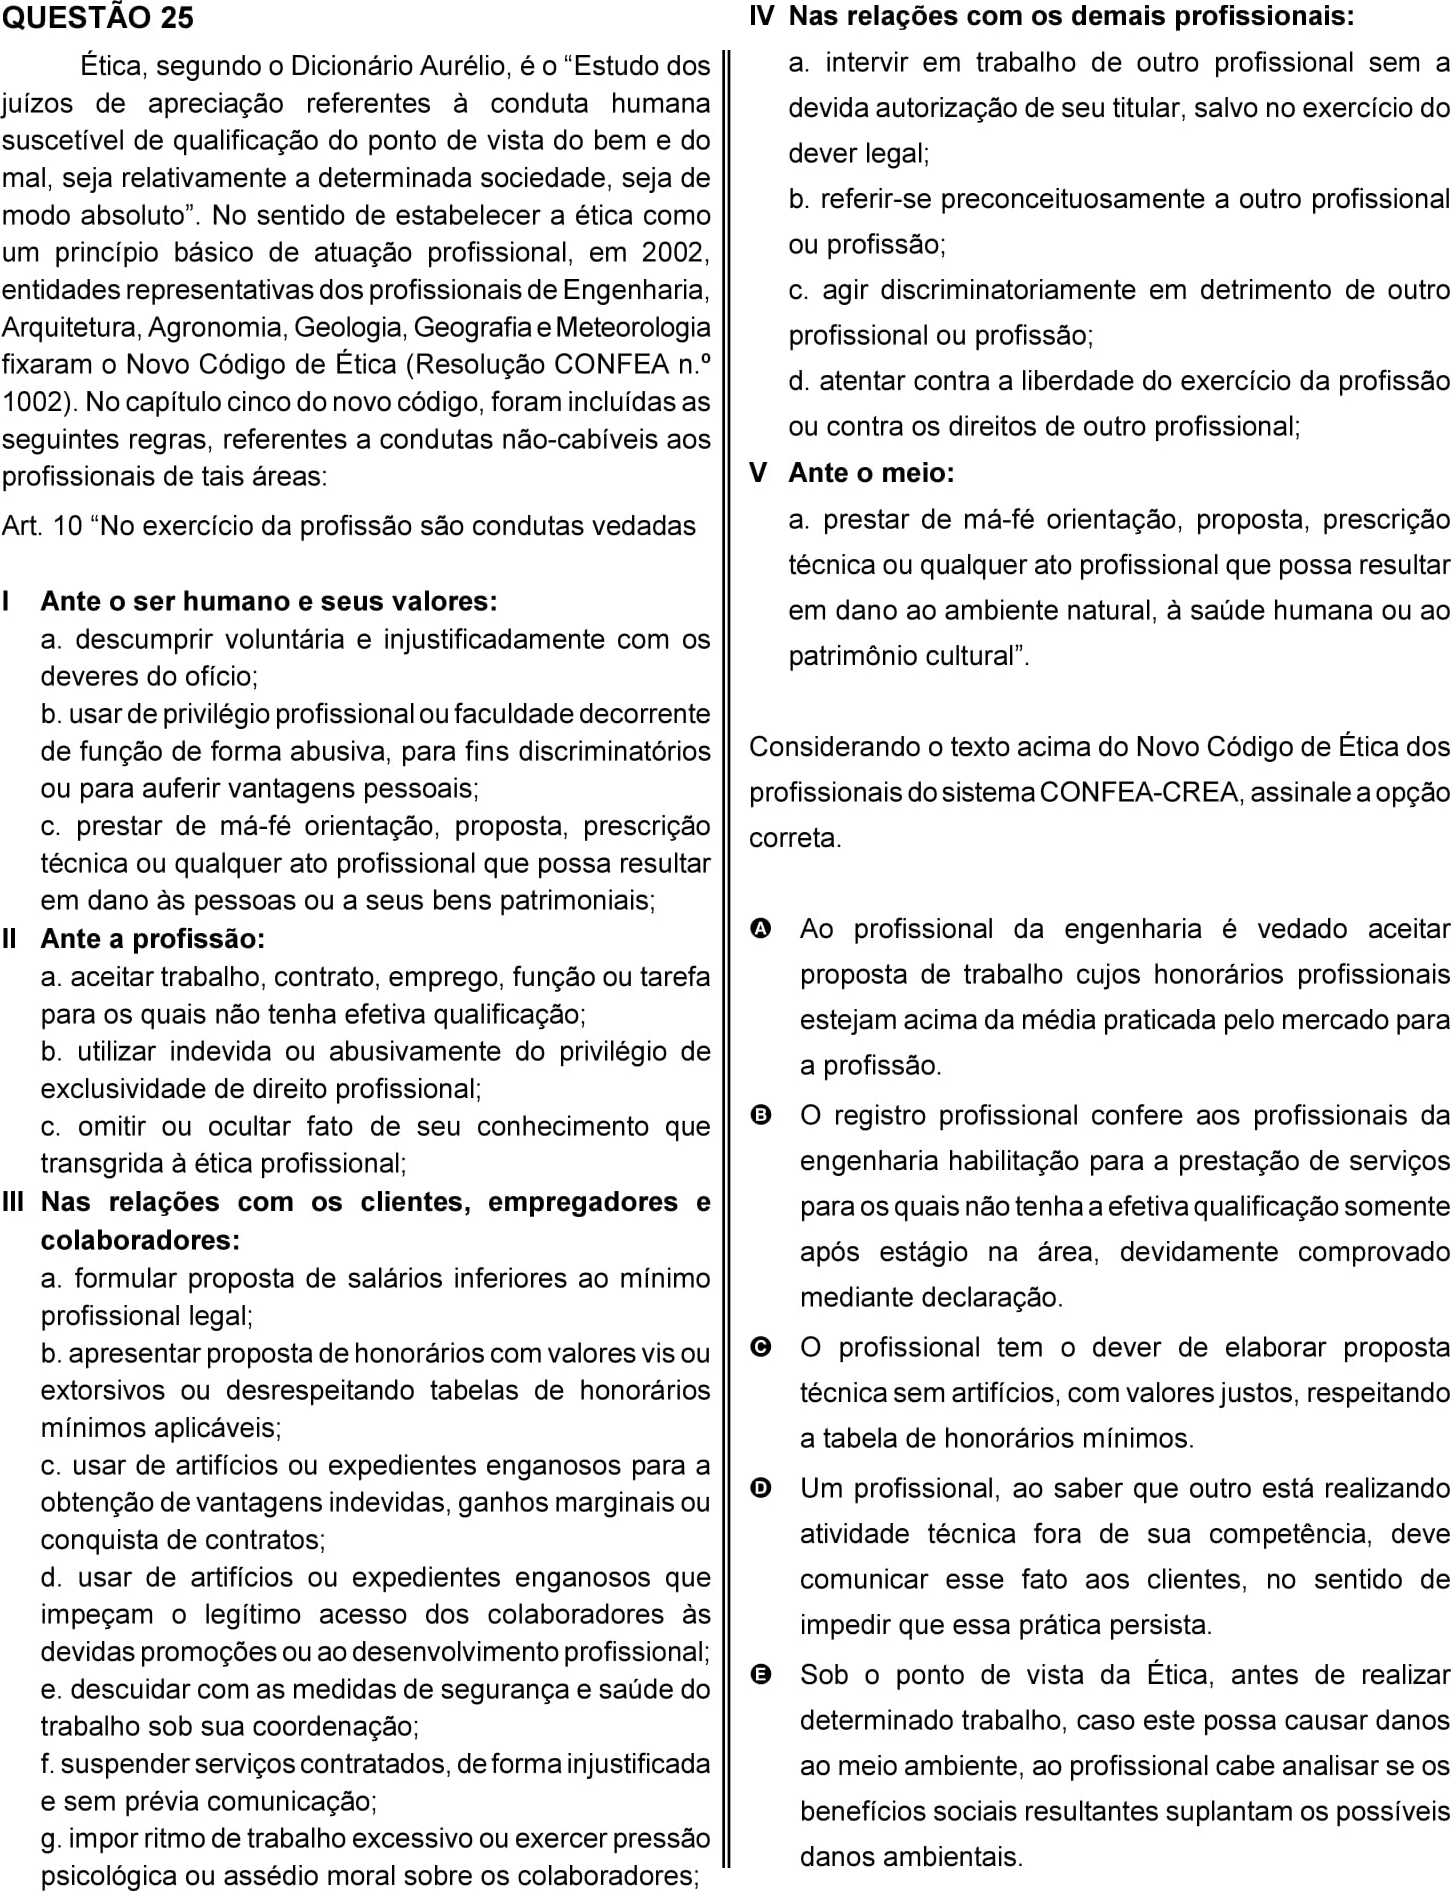 QUESTÃO 25
Ética, segundo o Dicionário Aurélio, é o “Estudo dos
juízos de apreciação referentes à conduta humana
suscetível de qualificação do ponto de vista do bem e do
mal, seja relativamente a determinada sociedade, seja de
modo absoluto”. No sentido de estabelecer a ética como
um princípio básico de atuação profissional, em 2002,
entidades representativas dos profissionais de Engenharia,
Arquitetura, Agronomia, Geologia, Geografia e Meteorologia
fixaram o Novo Código de Ética (Resolução CONFEA n.º
1002). No capítulo cinco do novo código, foram incluídas as
seguintes regras, referentes a condutas não-cabíveis aos
profissionais de tais áreas:
Art. 10 “No exercício da profissão são condutas vedadas
I Ante o ser humano e seus valores:
a. descumprir voluntária e injustificadamente com os
deveres do ofício;
b. usar de privilégio profissional ou faculdade decorrente
de função de forma abusiva, para fins discriminatórios
ou para auferir vantagens pessoais;
c. prestar de má-fé orientação, proposta, prescrição
técnica ou qualquer ato profissional que possa resultar
em dano às pessoas ou a seus bens patrimoniais;
II Ante a profissão:
a. aceitar trabalho, contrato, emprego, função ou tarefa
para os quais não tenha efetiva qualificação;
b. utilizar indevida ou abusivamente do privilégio de
exclusividade de direito profissional;
c. omitir ou ocultar fato de seu conhecimento que
transgrida à ética profissional;
III Nas relações com os clientes, empregadores e
colaboradores:
a. formular proposta de salários inferiores ao mínimo
profissional legal;
b. apresentar proposta de honorários com valores vis ou
extorsivos ou desrespeitando tabelas de honorários
mínimos aplicáveis;
c. usar de artifícios ou expedientes enganosos para a
obtenção de vantagens indevidas, ganhos marginais ou
conquista de contratos;
d. usar de artifícios ou expedientes enganosos que
impeçam o legítimo acesso dos colaboradores às
devidas promoções ou ao desenvolvimento profissional;
e. descuidar com as medidas de segurança e saúde do
trabalho sob sua coordenação;
f. suspender serviços contratados, de forma injustificada
e sem prévia comunicação;
g. impor ritmo de trabalho excessivo ou exercer pressão
psicológica ou assédio moral sobre os colaboradores;
IV Nas relações com os demais profissionais:
a. intervir em trabalho de outro profissional sem a
devida autorização de seu titular, salvo no exercício do
dever legal;
b. referir-se preconceituosamente a outro profissional
ou profissão;
c. agir discriminatoriamente em detrimento de outro
profissional ou profissão;
d. atentar contra a liberdade do exercício da profissão
ou contra os direitos de outro profissional;
V Ante o meio:
a. prestar de má-fé orientação, proposta, prescrição
técnica ou qualquer ato profissional que possa resultar
em dano ao ambiente natural, à saúde humana ou ao
patrimônio cultural”.
Considerando o texto acima do Novo Código de Ética dos
profissionais do sistema CONFEA-CREA, assinale a opção
correta.
A Ao profissional da engenharia é vedado aceitar
proposta de trabalho cujos honorários profissionais
estejam acima da média praticada pelo mercado para
a profissão.
B O registro profissional confere aos profissionais da
engenharia habilitação para a prestação de serviços
para os quais não tenha a efetiva qualificação somente
após estágio na área, devidamente comprovado
mediante declaração.
C O profissional tem o dever de elaborar proposta
técnica sem artifícios, com valores justos, respeitando
a tabela de honorários mínimos.
D Um profissional, ao saber que outro está realizando
atividade técnica fora de sua competência, deve
comunicar esse fato aos clientes, no sentido de
impedir que essa prática persista.
E Sob o ponto de vista da Ética, antes de realizar
determinado trabalho, caso este possa causar danos
ao meio ambiente, ao profissional cabe analisar se os
benefícios sociais resultantes suplantam os possíveis
danos ambientais.